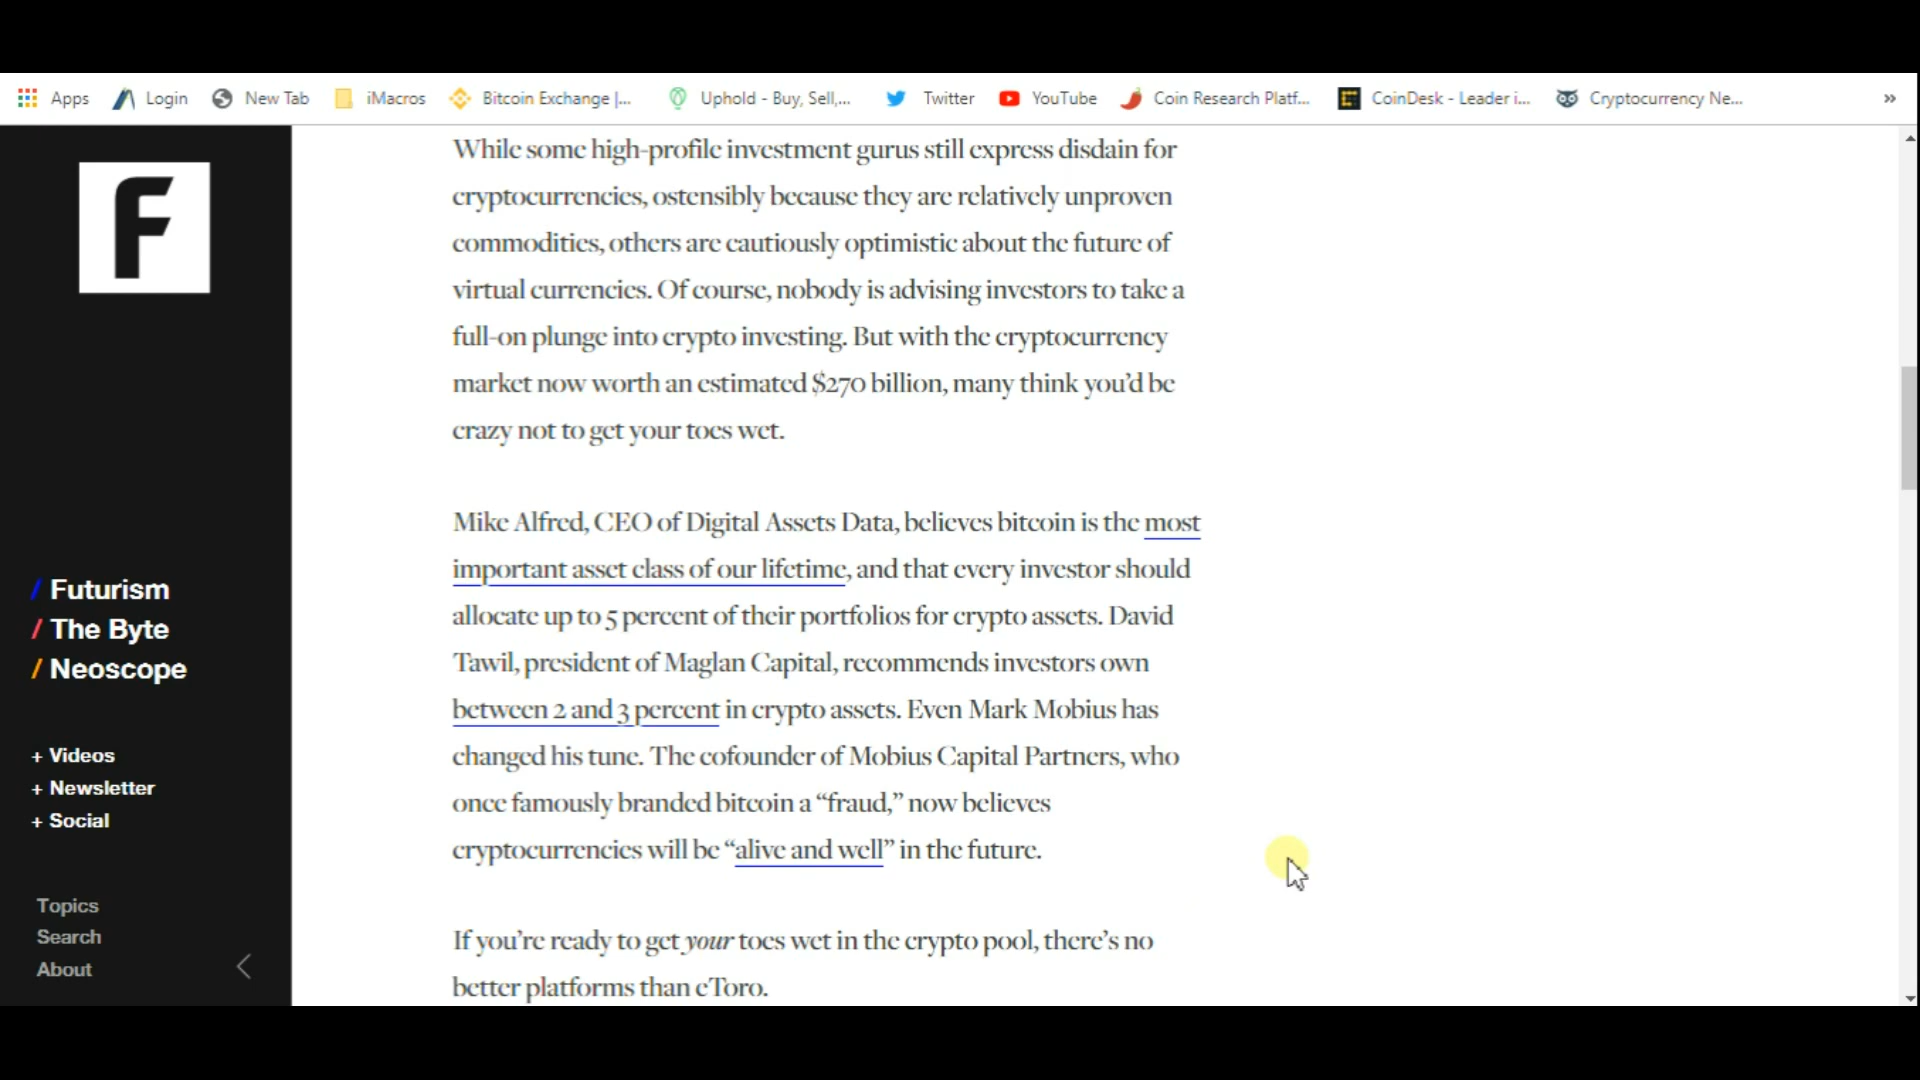 Apps Login New Tab iMacros Bitcoin Exchange |... Uphold - Buy, Sell,... Twitter YouTube Coin Research Platf... CoinDesk - Leader i... Cryptocurrency Ne... »
F
/ Futurism
/ The Byte
/ Neoscope
+ Videos
+ Newsletter
+ Social
Topics
Search
About
While some high-profile investment gurus still express disdain for
cryptocurrencies, ostensibly because they are relatively unproven
commodities, others are cautiously optimistic about the future of
virtual currencies. Of course, nobody is advising investors to take a
full-on plunge into crypto investing. But with the cryptocurrency
market now worth an estimated $270 billion, many think you’d be
crazy not to get your toes wet.
Mike Alfred, CEO of Digital Assets Data, believes bitcoin is the most
important asset class of our lifetime, and that every investor should
allocate up to 5 percent of their portfolios for crypto assets. David
Tawil, president of Maglan Capital, recommends investors own
between 2 and 3 percent in crypto assets. Even Mark Mobius has
changed his tune. The cofounder of Mobius Capital Partners, who
once famously branded bitcoin a “fraud,” now believes
cryptocurrencies will be “alive and well” in the future.
If you’re ready to get your toes wet in the crypto pool, there’s no
better platforms than eToro.